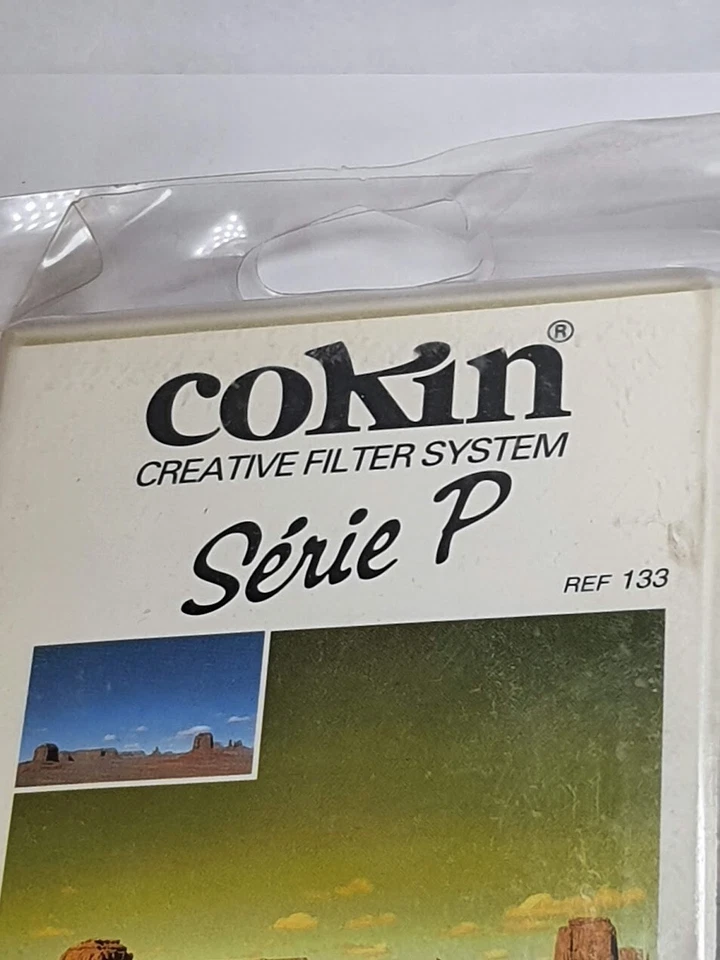 cokin®
CREATIVE FILTER SYSTEM
Série P
REF 133